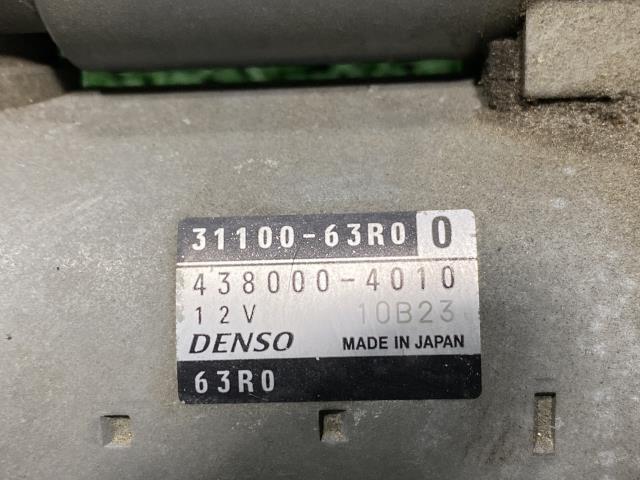 31100-63R0 0
438000-4010
12V 10B23
DENSO MADE IN JAPAN
63R0